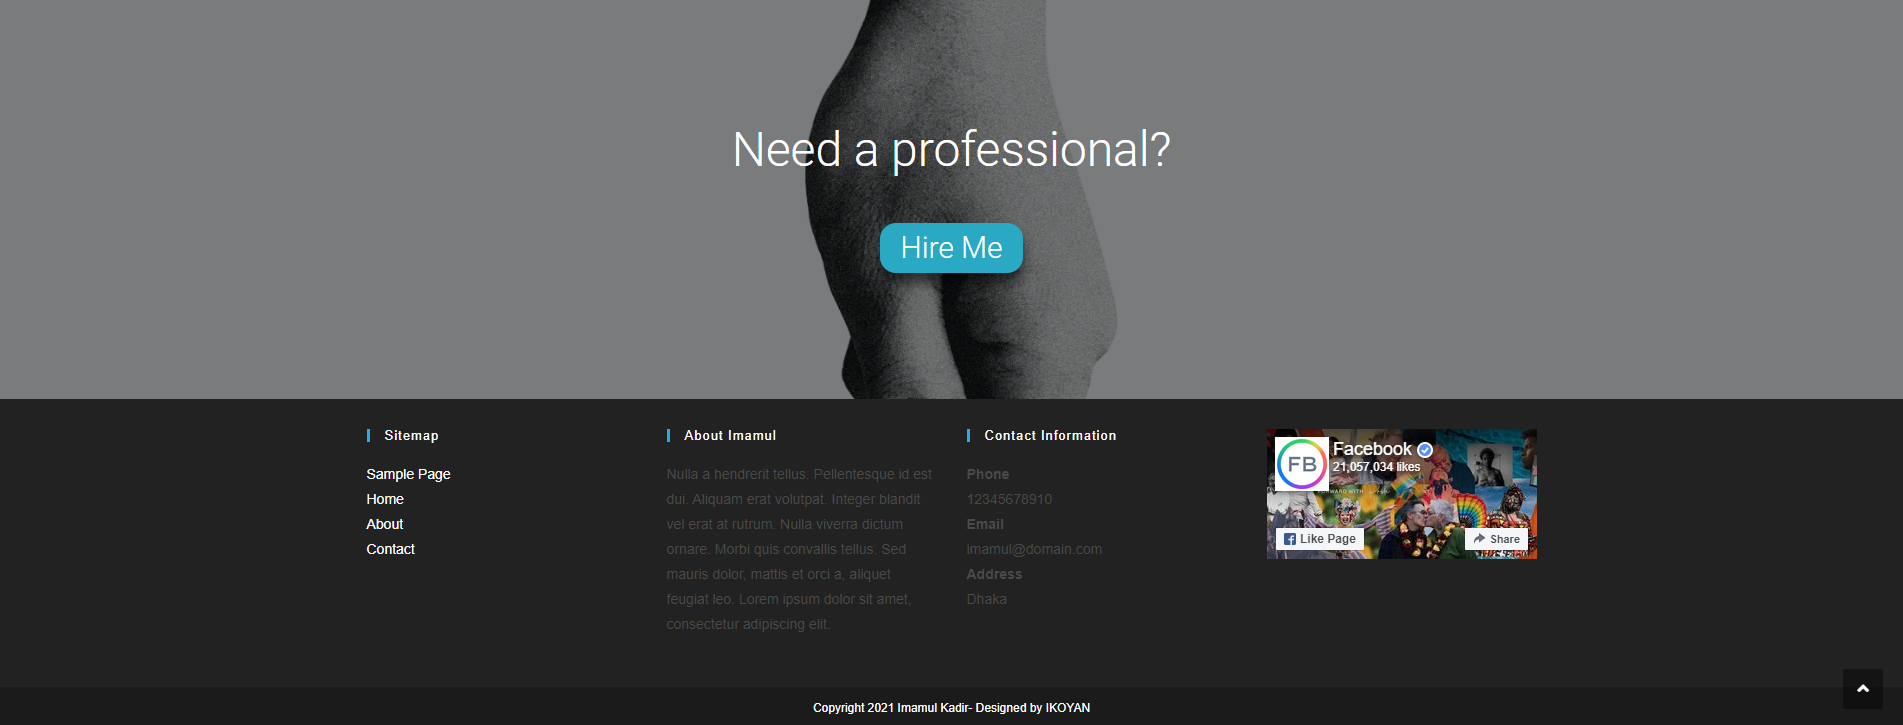 Need a professional?
Hire Me
Sitemap
Sample Page
Home
About
Contact
About Imamul
Nulla a hendrerit tellus. Pellentesque id est
dui. Aliquam erat volutpat. Integer blandit
vel erat at rutrum. Nulla viverra dictum
ornare. Morbi quis convallis tellus. Sed
mauris dolor, mattis et orci a, aliquet
feugiat leo. Lorem ipsum dolor sit amet,
consectetur adipiscing elit.
Contact Information
Phone
12345678910
Email
imamul@domain.com
Address
Dhaka
FB
Facebook
21,057,034 likes
FORWARD WITH
Like Page
Share
Copyright 2021 Imamul Kadir- Designed by IKOYAN